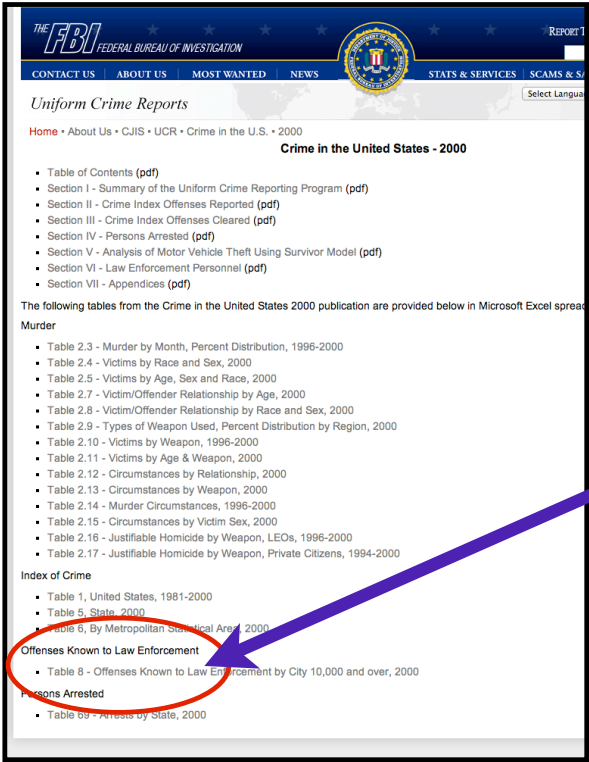 THE FBI FEDERAL BUREAU OF INVESTIGATION
REPORT T
CONTACT US | ABOUT US | MOST WANTED | NEWS STATS & SERVICES | SCAMS & SA
Select Langua
Uniform Crime Reports
Home • About Us • CJIS • UCR • Crime in the U.S. • 2000
Crime in the United States - 2000
Table of Contents (pdf)
Section I - Summary of the Uniform Crime Reporting Program (pdf)
Section II - Crime Index Offenses Reported (pdf)
Section III - Crime Index Offenses Cleared (pdf)
Section IV - Persons Arrested (pdf)
Section V - Analysis of Motor Vehicle Theft Using Survivor Model (pdf)
Section VI - Law Enforcement Personnel (pdf)
Section VII - Appendices (pdf)
The following tables from the Crime in the United States 2000 publication are provided below in Microsoft Excel sprea
Murder
Table 2.3 - Murder by Month, Percent Distribution, 1996-2000
Table 2.4 - Victims by Race and Sex, 2000
Table 2.5 - Victims by Age, Sex and Race, 2000
Table 2.7 - Victim/Offender Relationship by Age, 2000
Table 2.8 - Victim/Offender Relationship by Race and Sex, 2000
Table 2.9 - Types of Weapon Used, Percent Distribution by Region, 2000
Table 2.10 - Victims by Weapon, 1996-2000
Table 2.11 - Victims by Age & Weapon, 2000
Table 2.12 - Circumstances by Relationship, 2000
Table 2.13 - Circumstances by Weapon, 2000
Table 2.14 - Murder Circumstances, 1996-2000
Table 2.15 - Circumstances by Victim Sex, 2000
Table 2.16 - Justifiable Homicide by Weapon, LEOs, 1996-2000
Table 2.17 - Justifiable Homicide by Weapon, Private Citizens, 1994-2000
Index of Crime
Table 1, United States, 1981-2000
Table 5, State, 2000
Table 6, By Metropolitan Statistical Area, 2000
Offenses Known to Law Enforcement
Table 8 - Offenses Known to Law Enforcement by City 10,000 and over, 2000
Persons Arrested
Table 69 - Arrests by State, 2000